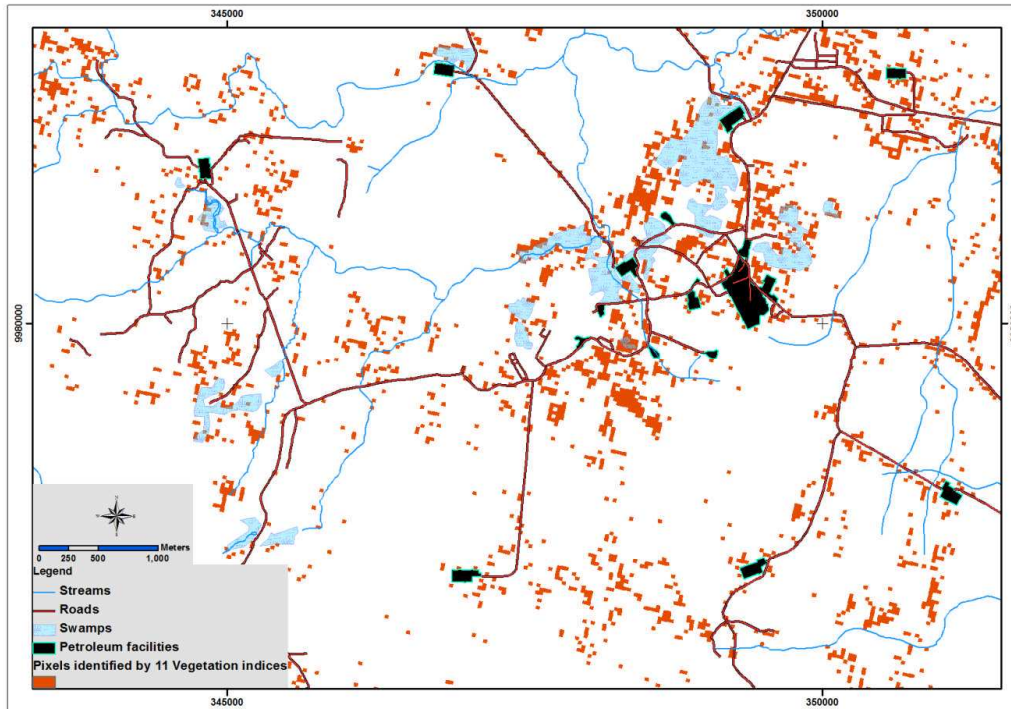 345000 350000
9980000
0 250 500 1,000 Meters
Legend
Streams
Roads
Swamps
Petroleum facilities
Pixels identified by 11 Vegetation indices
345000 350000